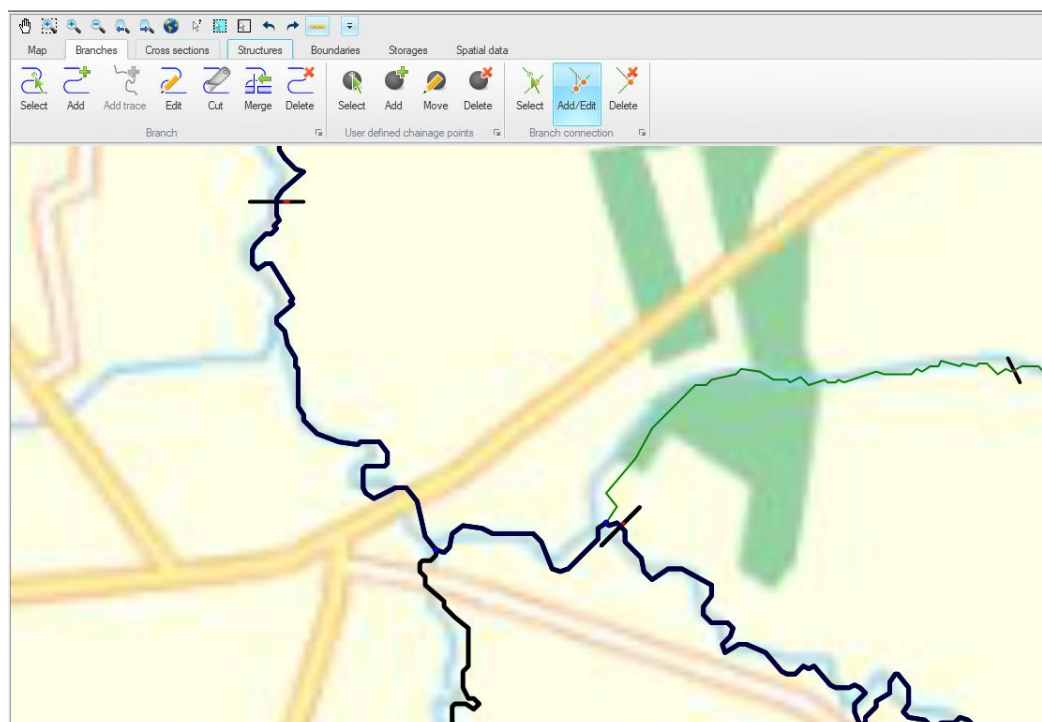 Map Branches Cross sections Structures Boundaries Storages Spatial data
Select Add Add trace Edit Cut Merge Delete Select Add Move Delete Select Add/Edit Delete
Branch User defined chainage points Branch connection